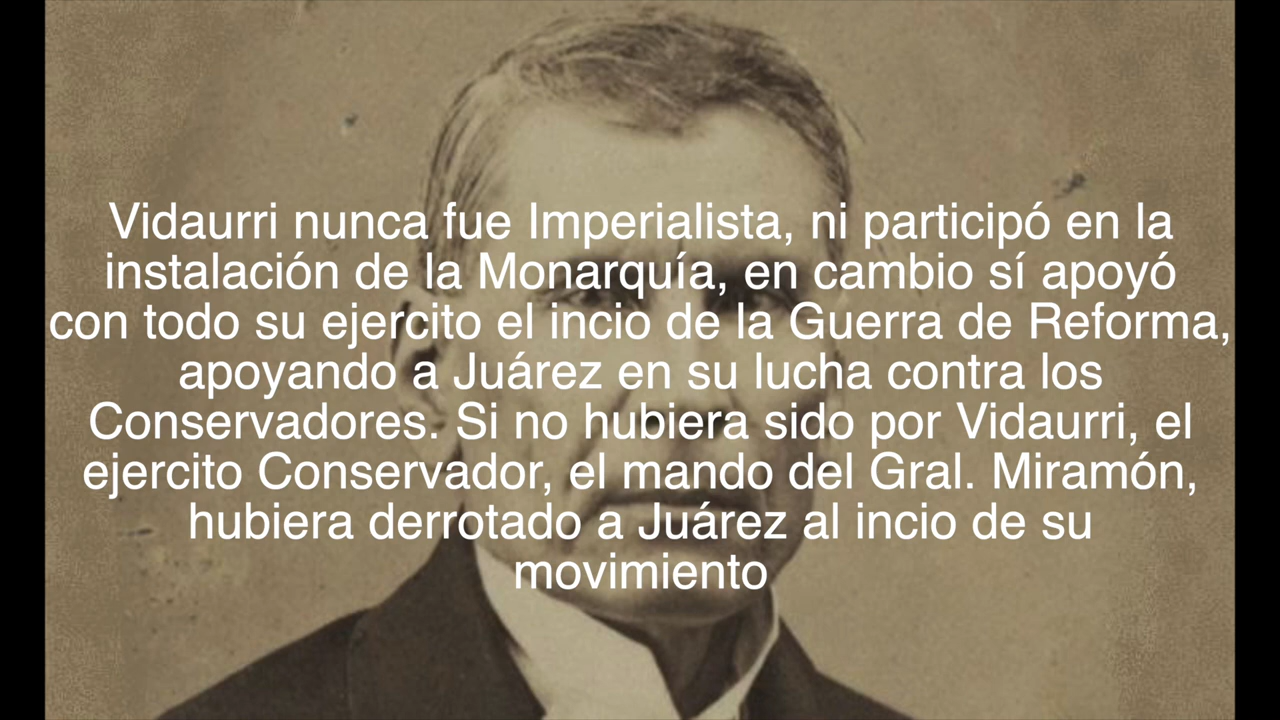 Vidaurri nunca fue Imperialista, ni participó en la
instalación de la Monarquía, en cambio sí apoyó
con todo su ejercito el incio de la Guerra de Reforma,
apoyando a Juárez en su lucha contra los
Conservadores. Si no hubiera sido por Vidaurri, el
ejercito Conservador, el mando del Gral. Miramón,
hubiera derrotado a Juárez al incio de su
movimiento